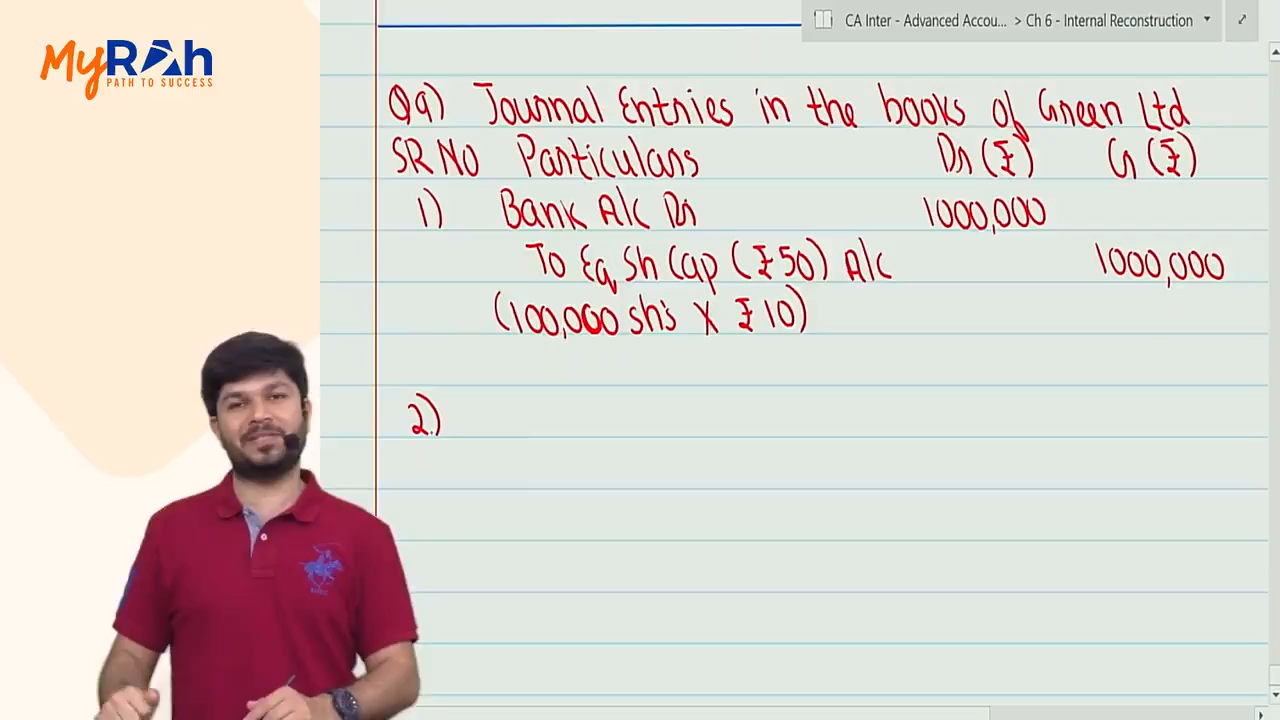 MyRAh
PATH TO SUCCESS
CA Inter - Advanced Accou... > Ch 6 - Internal Reconstruction
Q9) Journal Entries in the books of Green Ltd
SR NO Particulars Dr (₹) Cr (₹)
1) Bank A/c Dr 1000,000
To Eq Sh Cap (₹50) A/c 1000,000
(100,000 sh's X ₹10)
2.)